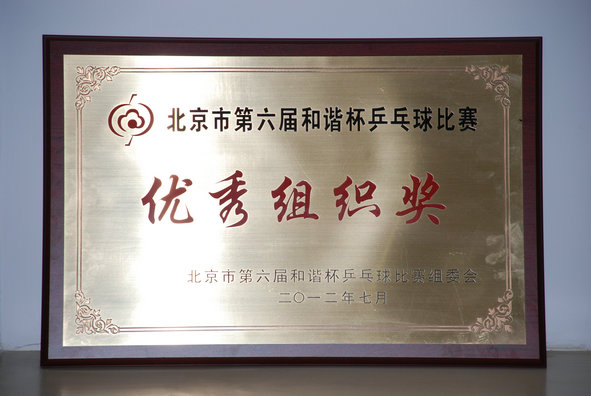 北京市第六届和谐杯乒乓球比赛
优秀组织奖
北京市第六届和谐杯乒乓球比赛组委会
二〇一二年七月